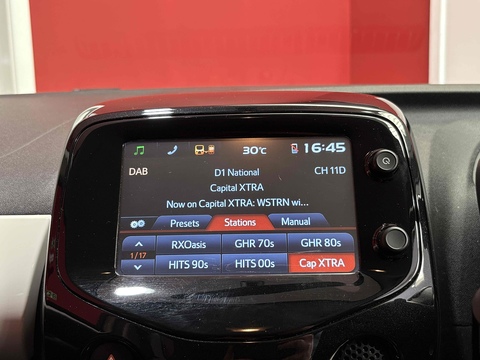 30°C 16:45
DAB D1 National CH 11D
Capital XTRA
Now on Capital XTRA: WSTRN wi...
Presets Stations Manual
RXOasis GHR 70s GHR 80s
1/17
HITS 90s HITS 00s Cap XTRA